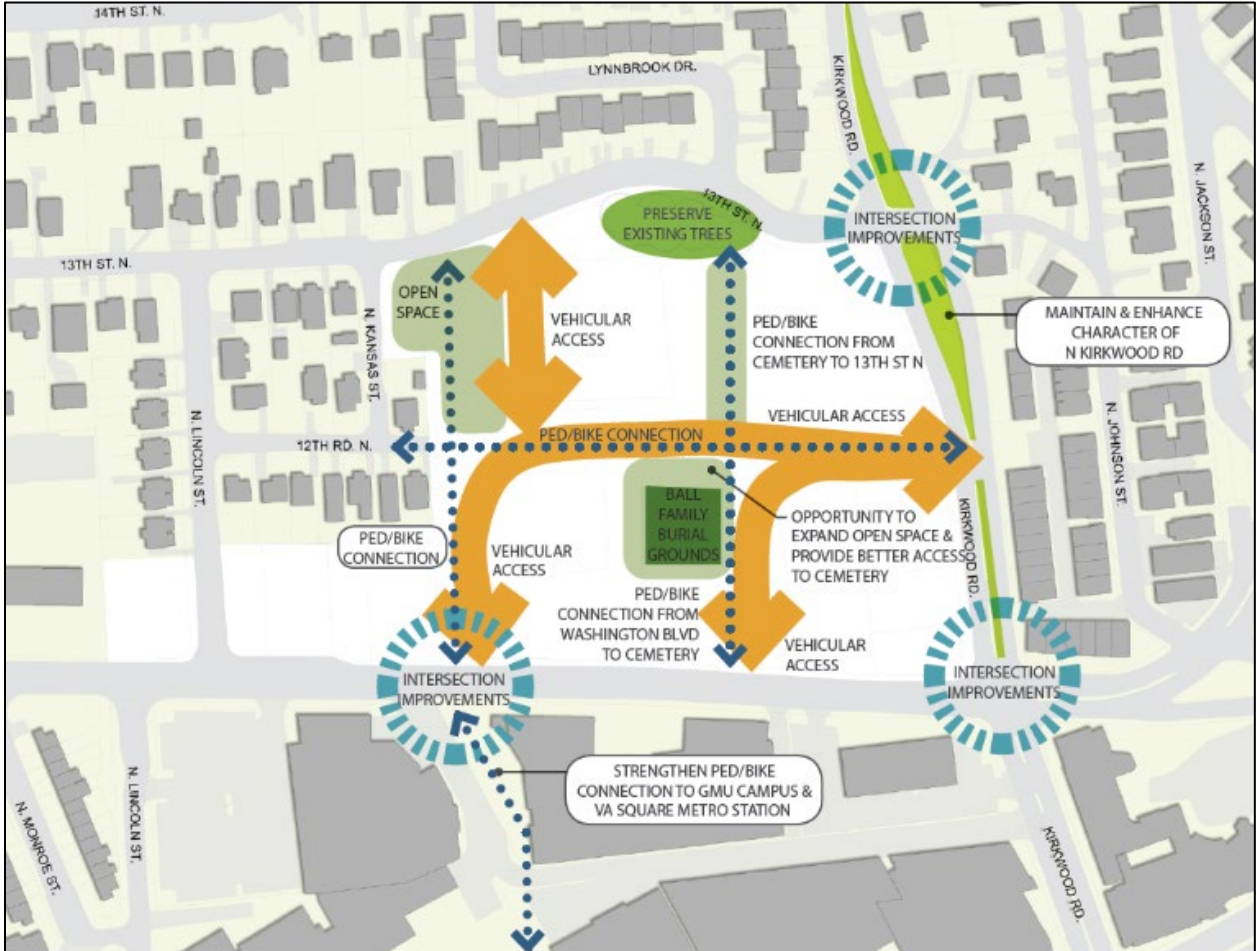 14TH ST. N.
LYNNBROOK DR.
KIRKWOOD RD.
KIRKWOOD RD.
N. JACKSON ST.
13TH ST. N.
PRESERVE
EXISTING TREES
INTERSECTION
IMPROVEMENTS
13TH ST. N.
OPEN
SPACE
N. KANSAS ST.
VEHICULAR
ACCESS
PED/BIKE
CONNECTION FROM
CEMETERY TO 13TH ST N
MAINTAIN & ENHANCE
CHARACTER OF
N KIRKWOOD RD
N. LINCOLN ST.
12TH RD. N.
PED/BIKE CONNECTION
VEHICULAR ACCESS
N. JOHNSON ST.
BALL
FAMILY
BURIAL
GROUNDS
OPPORTUNITY TO
EXPAND OPEN SPACE &
PROVIDE BETTER ACCESS
TO CEMETERY
KIRKWOOD RD.
PED/BIKE
CONNECTION
VEHICULAR
ACCESS
PED/BIKE
CONNECTION FROM
WASHINGTON BLVD
TO CEMETERY
VEHICULAR
ACCESS
INTERSECTION
IMPROVEMENTS
INTERSECTION
IMPROVEMENTS
STRENGTHEN PED/BIKE
CONNECTION TO GMU CAMPUS &
VA SQUARE METRO STATION
N. MONROE ST.
N. LINCOLN ST.
KIRKWOOD RD.